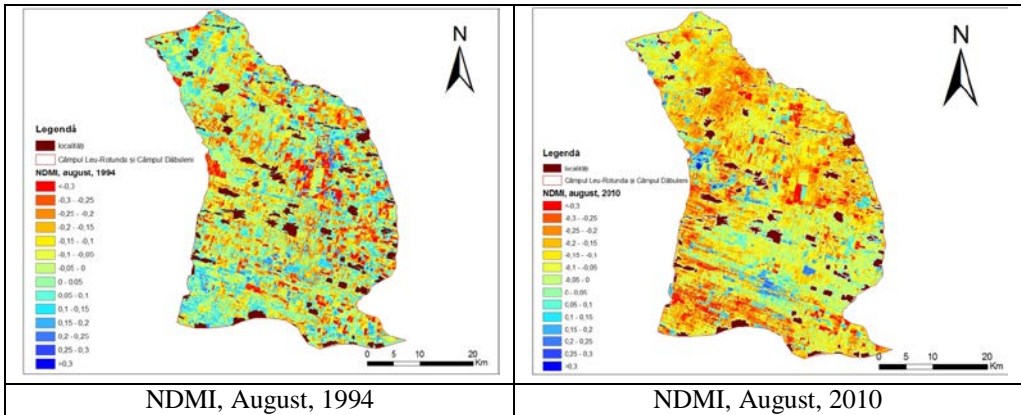 N
Legendă
localități
Câmpul Leu-Rotunda și Câmpul Dăbuleni
NDMI, august, 1994
<-0,3
-0,3 - -0,25
-0,25 - -0,2
-0,2 - -0,15
-0,15 - -0,1
-0,1 - -0,05
-0,05 - 0
0 - 0,05
0,05 - 0,1
0,1 - 0,15
0,15 - 0,2
0,2 - 0,25
0,25 - 0,3
>0,3
0 5 10 20
Km
NDMI, August, 1994
N
Legendă
localități
Câmpul Leu-Rotunda și Câmpul Dăbuleni
NDMI, august, 2010
<-0,3
-0,3 - -0,25
-0,25 - -0,2
-0,2 - -0,15
-0,15 - -0,1
-0,1 - -0,05
-0,05 - 0
0 - 0,05
0,05 - 0,1
0,1 - 0,15
0,15 - 0,2
0,2 - 0,25
0,25 - 0,3
>0,3
0 5 10 20
Km
NDMI, August, 2010